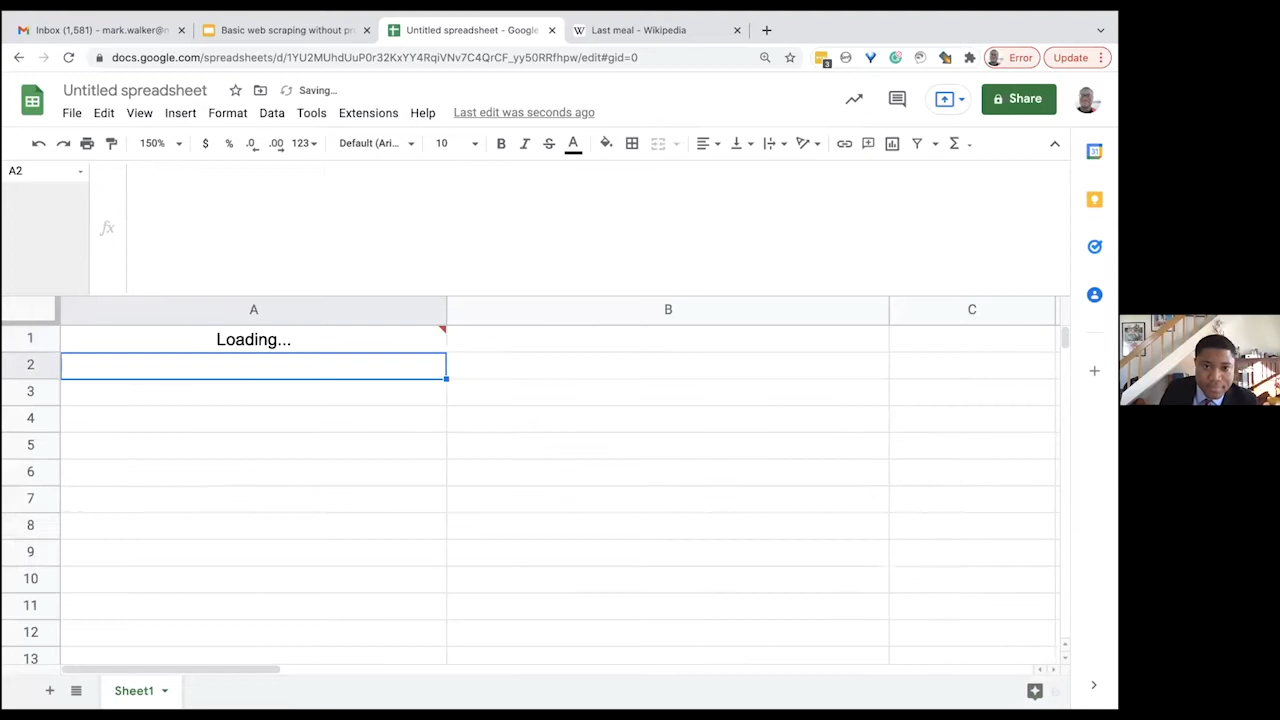 Inbox (1,581) - mark.walker@n
Basic web scraping without pr
Untitled spreadsheet - Google
Last meal - Wikipedia
docs.google.com/spreadsheets/d/1YU2MUhdUuP0r32KxYY4RqiVNv7C4QrCF_yy50RRfhpw/edit#gid=0
3
Error
Update
Untitled spreadsheet
Saving...
Share
File Edit View Insert Format Data Tools Extensions Help Last edit was seconds ago
150% $ % .0 .00 123 Default (Ari... 10 B I S A Σ
31
A2
fx
A B C
1 Loading...
2
3
4
5
6
7
8
9
10
11
12
13
Sheet1